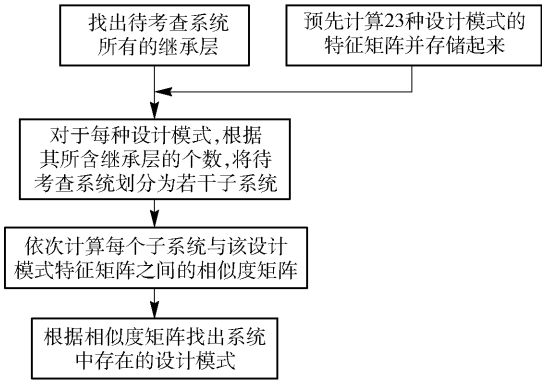 找出待考查系统
所有的继承层
预先计算23种设计模式的
特征矩阵并存储起来
对于每种设计模式,根据
其所含继承层的个数,将待
考查系统划分为若干子系统
依次计算每个子系统与该设计
模式特征矩阵之间的相似度矩阵
根据相似度矩阵找出系统
中存在的设计模式